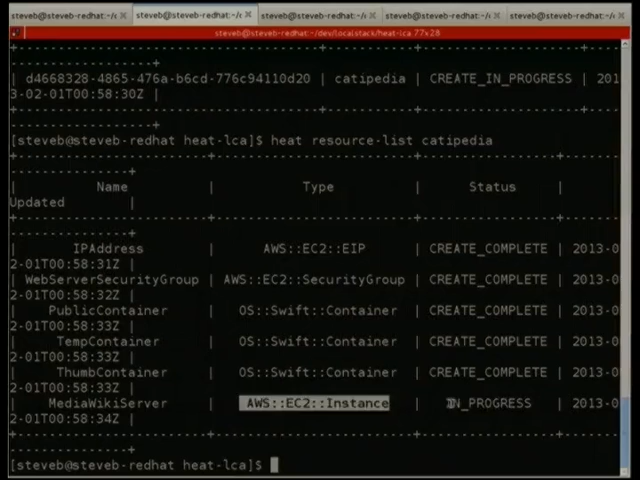 steveb@steveb-redhat:~/d steveb@steveb-redhat:~/d steveb@steveb-redhat:~/d steveb@steveb-redhat:~/d steveb@steveb-redhat:~/d
steveb@steveb-redhat:~/dev/localstack/heat-lca 77x28
| d4668328-4865-476a-b6cd-776c94110d20 | catipedia | CREATE_IN_PROGRESS | 201
3-02-01T00:58:30Z |
[steveb@steveb-redhat heat-lca]$ heat resource-list catipedia
| Name | Type | Status |
Updated |
| IPAddress | AWS::EC2::EIP | CREATE_COMPLETE | 2013-0
2-01T00:58:31Z |
| WebServerSecurityGroup | AWS::EC2::SecurityGroup | CREATE_COMPLETE | 2013-0
2-01T00:58:32Z |
| PublicContainer | OS::Swift::Container | CREATE_COMPLETE | 2013-0
2-01T00:58:33Z |
| TempContainer | OS::Swift::Container | CREATE_COMPLETE | 2013-0
2-01T00:58:33Z |
| ThumbContainer | OS::Swift::Container | CREATE_COMPLETE | 2013-0
2-01T00:58:33Z |
| MediaWikiServer | AWS::EC2::Instance | IN_PROGRESS | 2013-0
2-01T00:58:34Z |
[steveb@steveb-redhat heat-lca]$